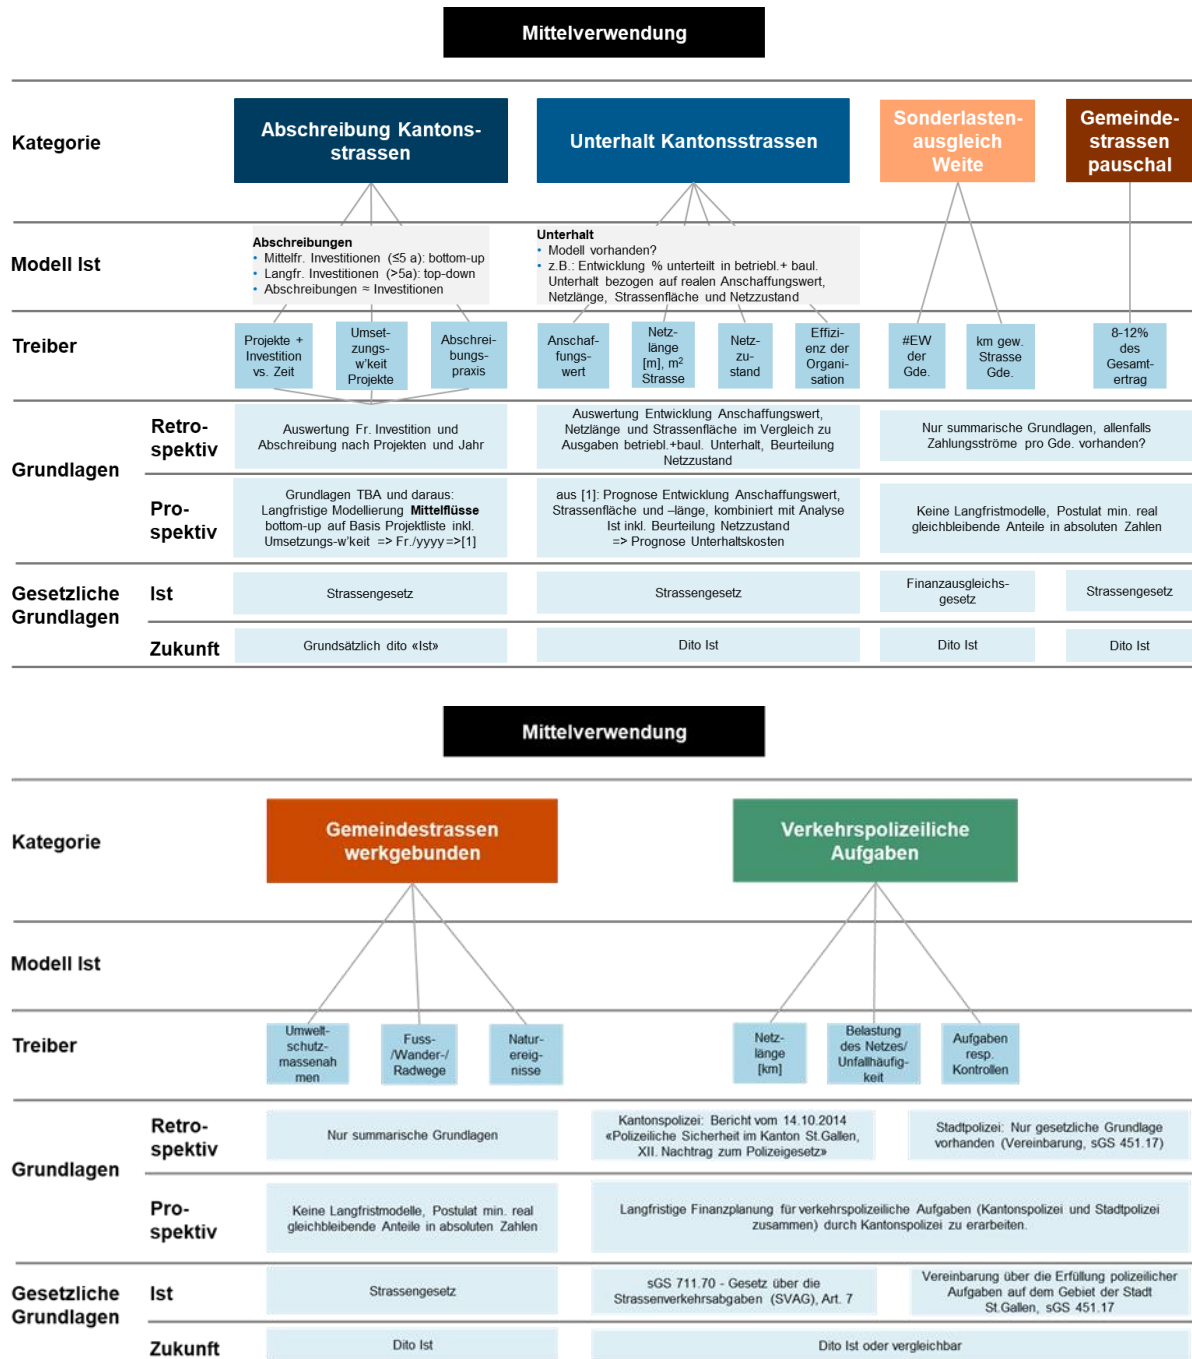 Mittelverwendung
Kategorie
Abschreibung Kantons-
strassen
Unterhalt Kantonsstrassen
Sonderlasten-
ausgleich
Weite
Gemeinde-
strassen
pauschal
Modell Ist
Abschreibungen
• Mittelfr. Investitionen (≤5 a): bottom-up
• Langfr. Investitionen (>5a): top-down
• Abschreibungen ≈ Investitionen
Unterhalt
• Modell vorhanden?
• z.B.: Entwicklung % unterteilt in betriebl.+ baul.
Unterhalt bezogen auf realen Anschaffungswert,
Netzlänge, Strassenfläche und Netzzustand
Treiber
Projekte +
Investition
vs. Zeit
Umset-
zungs-
w'keit
Projekte
Abschrei-
bungs-
praxis
Anschaf-
fungs-
wert
Netz-
länge
[m], m²
Strasse
Netz-
zu-
stand
Effizi-
enz der
Organi-
sation
#EW
der
Gde.
km gew.
Strasse
Gde.
8-12%
des
Gesamt-
ertrag
Grundlagen
Retro-
spektiv
Auswertung Fr. Investition und
Abschreibung nach Projekten und Jahr
Auswertung Entwicklung Anschaffungswert,
Netzlänge und Strassenfläche im Vergleich zu
Ausgaben betriebl.+baul. Unterhalt, Beurteilung
Netzzustand
Nur summarische Grundlagen, allenfalls
Zahlungsströme pro Gde. vorhanden?
Pro-
spektiv
Grundlagen TBA und daraus:
Langfristige Modellierung Mittelflüsse
bottom-up auf Basis Projektliste inkl.
Umsetzungs-w'keit => Fr./yyyy=>[1]
aus [1]: Prognose Entwicklung Anschaffungswert,
Strassenfläche und –länge, kombiniert mit Analyse
Ist inkl. Beurteilung Netzzustand
=> Prognose Unterhaltskosten
Keine Langfristmodelle, Postulat min. real
gleichbleibende Anteile in absoluten Zahlen
Gesetzliche
Grundlagen
Ist
Strassengesetz
Strassengesetz
Finanzausgleichs-
gesetz
Strassengesetz
Zukunft
Grundsätzlich dito «Ist»
Dito Ist
Dito Ist
Dito Ist
Mittelverwendung
Kategorie
Gemeindestrassen
werkgebunden
Verkehrspolizeiliche
Aufgaben
Modell Ist
Treiber
Umwelt-
schutz-
massenah
men
Fuss-
/Wander-/
Radwege
Natur-
ereig-
nisse
Netz-
länge
[km]
Belastung
des Netzes/
Unfallhäufig-
keit
Aufgaben
resp.
Kontrollen
Grundlagen
Retro-
spektiv
Nur summarische Grundlagen
Kantonspolizei: Bericht vom 14.10.2014
«Polizeiliche Sicherheit im Kanton St.Gallen,
XII. Nachtrag zum Polizeigesetz»
Stadtpolizei: Nur gesetzliche Grundlage
vorhanden (Vereinbarung, sGS 451.17)
Pro-
spektiv
Keine Langfristmodelle, Postulat min. real
gleichbleibende Anteile in absoluten Zahlen
Langfristige Finanzplanung für verkehrspolizeiliche Aufgaben (Kantonspolizei und Stadtpolizei
zusammen) durch Kantonspolizei zu erarbeiten.
Gesetzliche
Grundlagen
Ist
Strassengesetz
sGS 711.70 - Gesetz über die
Strassenverkehrsabgaben (SVAG), Art. 7
Vereinbarung über die Erfüllung polizeilicher
Aufgaben auf dem Gebiet der Stadt
St.Gallen, sGS 451.17
Zukunft
Dito Ist
Dito Ist oder vergleichbar